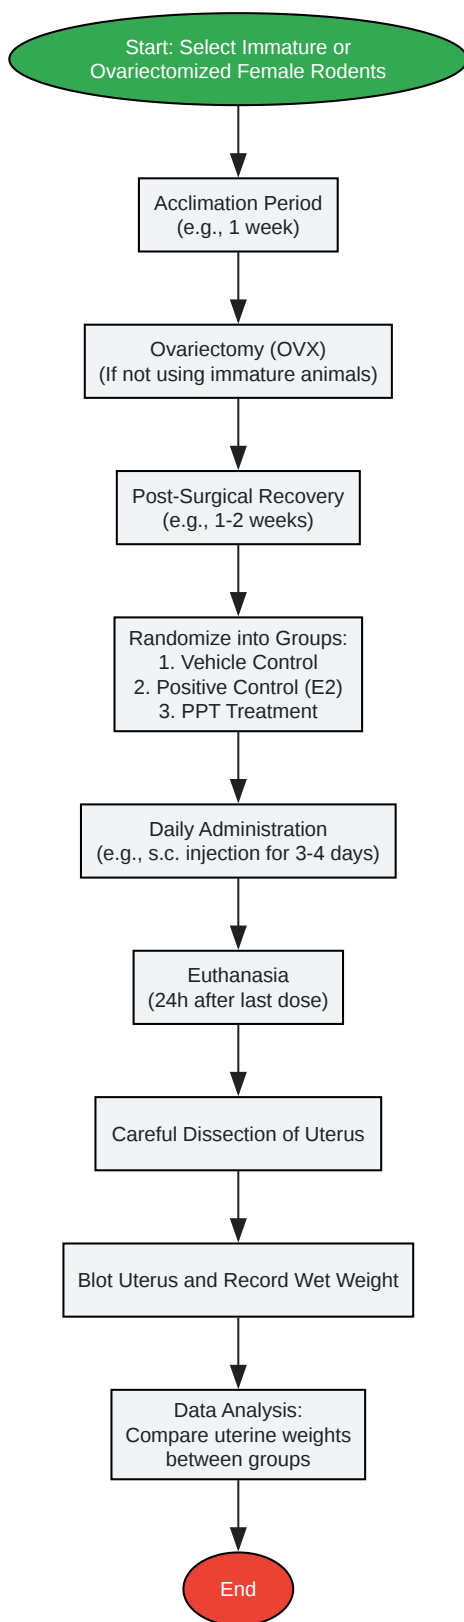 Start: Select Immature or
Ovariectomized Female Rodents
Acclimation Period
(e.g., 1 week)
Ovariectomy (OVX)
(If not using immature animals)
Post-Surgical Recovery
(e.g., 1-2 weeks)
Randomize into Groups:
1. Vehicle Control
2. Positive Control (E2)
3. PPT Treatment
Daily Administration
(e.g., s.c. injection for 3-4 days)
Euthanasia
(24h after last dose)
Careful Dissection of Uterus
Blot Uterus and Record Wet Weight
Data Analysis:
Compare uterine weights
between groups
End